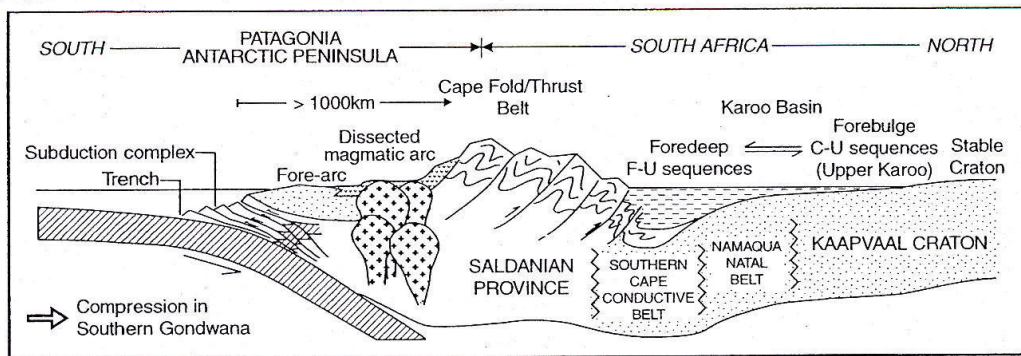 SOUTH
PATAGONIA
ANTARCTIC PENINSULA
SOUTH AFRICA
NORTH
> 1000km
Cape Fold/Thrust
Belt
Karoo Basin
Dissected
magmatic arc
Foredeep
F-U sequences
Forebulge
C-U sequences
(Upper Karoo)
Stable
Craton
Subduction complex
Trench
Fore-arc
SALDANIAN
PROVINCE
SOUTHERN
CAPE
CONDUCTIVE
BELT
NAMAQUA
NATAL
BELT
KAAPVAAL CRATON
Compression in
Southern Gondwana